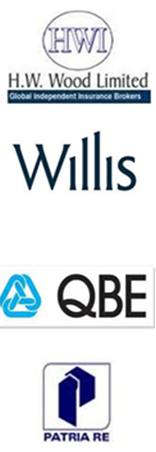 HWI
H.W. Wood Limited
Global Independent Insurance Brokers
Willis
QBE
PATRIA RE